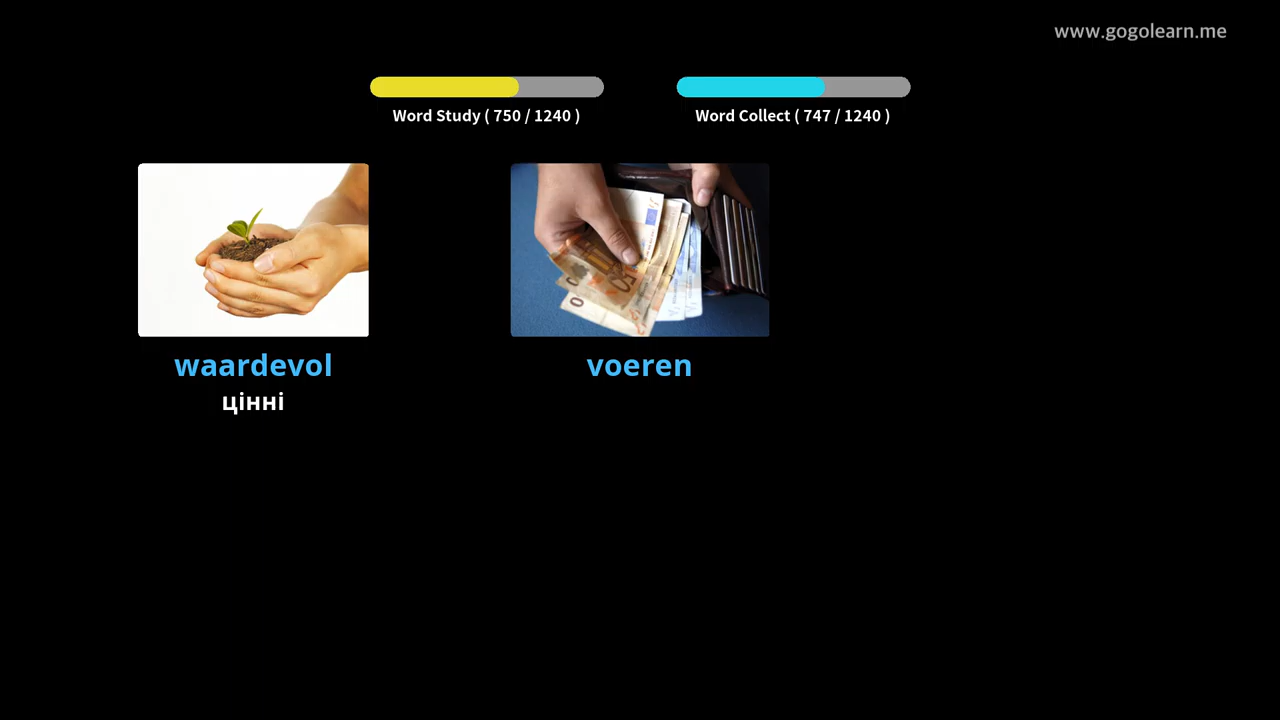 www.gogolearn.me
Word Study ( 750 / 1240 )
Word Collect ( 747 / 1240 )
waardevol
voeren
цінні